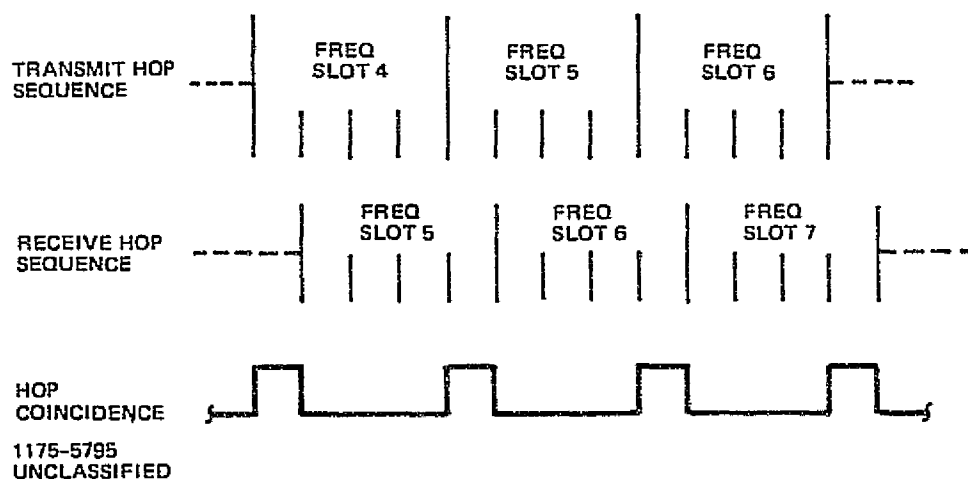 TRANSMIT HOP
SEQUENCE
FREQ
SLOT 4
FREQ
SLOT 5
FREQ
SLOT 6
RECEIVE HOP
SEQUENCE
FREQ
SLOT 5
FREQ
SLOT 6
FREQ
SLOT 7
HOP
COINCIDENCE
1175-5795
UNCLASSIFIED